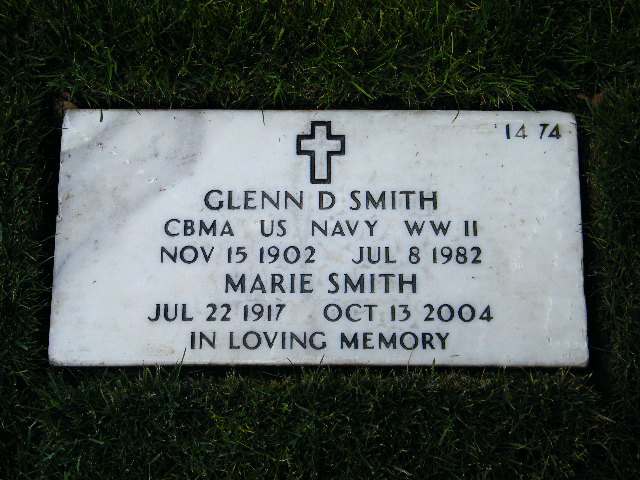 14 74
GLENN D SMITH
CBMA US NAVY WW II
NOV 15 1902 JUL 8 1982
MARIE SMITH
JUL 22 1917 OCT 13 2004
IN LOVING MEMORY